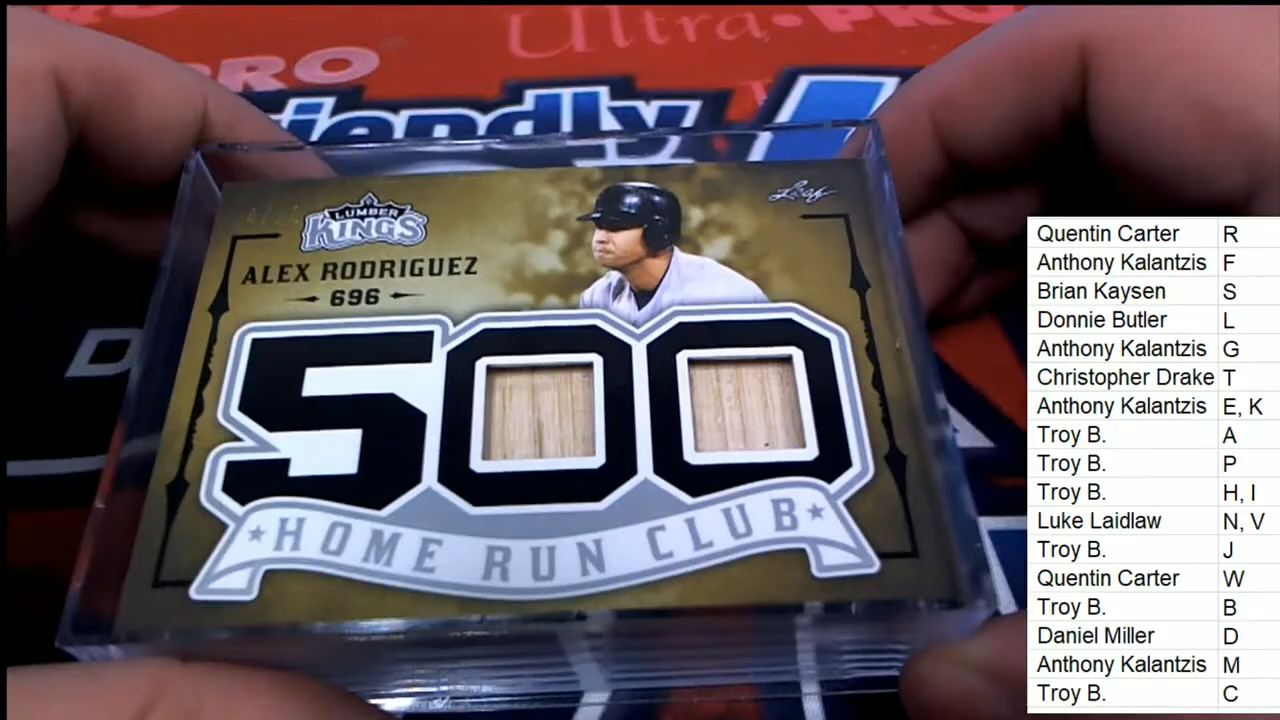 Ultra•PRO
PRO
iendly
LUMBER
KINGS
Leaf
ALEX RODRIGUEZ
696
500
HOME RUN CLUB
D
Quentin Carter R
Anthony Kalantzis F
Brian Kaysen S
Donnie Butler L
Anthony Kalantzis G
Christopher Drake T
Anthony Kalantzis E, K
Troy B. A
Troy B. P
Troy B. H, I
Luke Laidlaw N, V
Troy B. J
Quentin Carter W
Troy B. B
Daniel Miller D
Anthony Kalantzis M
Troy B. C